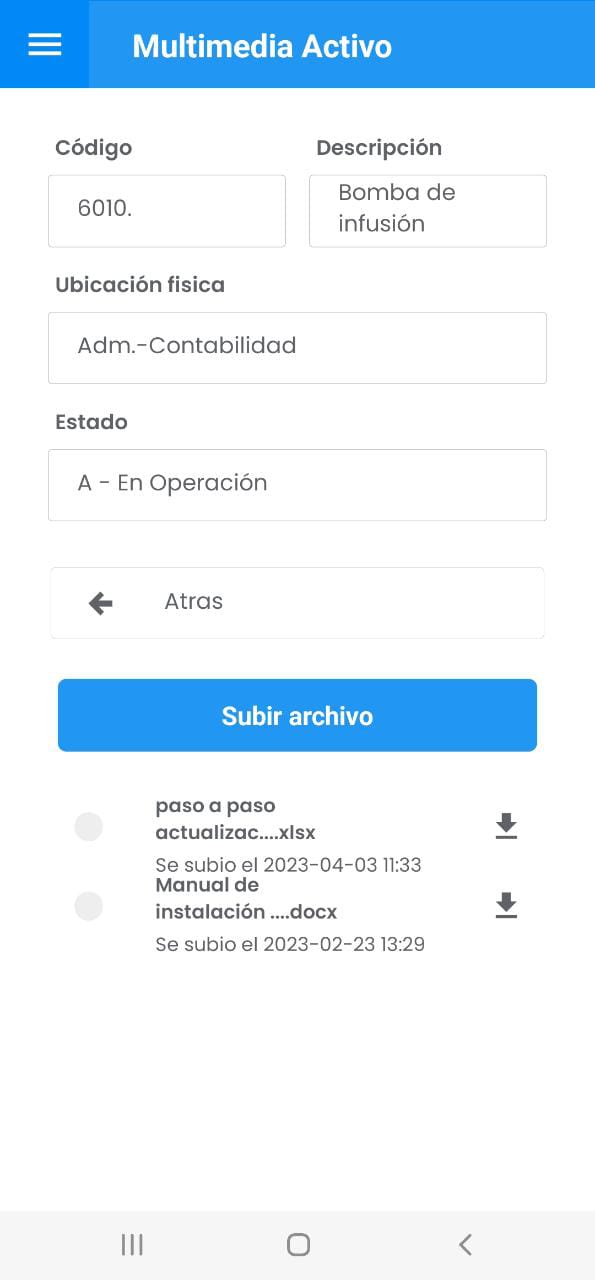 Multimedia Activo
Código
Descripción
6010.
Bomba de
infusión
Ubicación fisica
Adm.-Contabilidad
Estado
A - En Operación
Atras
Subir archivo
paso a paso
actualizac....xlsx
Se subio el 2023-04-03 11:33
Manual de
instalación ....docx
Se subio el 2023-02-23 13:29